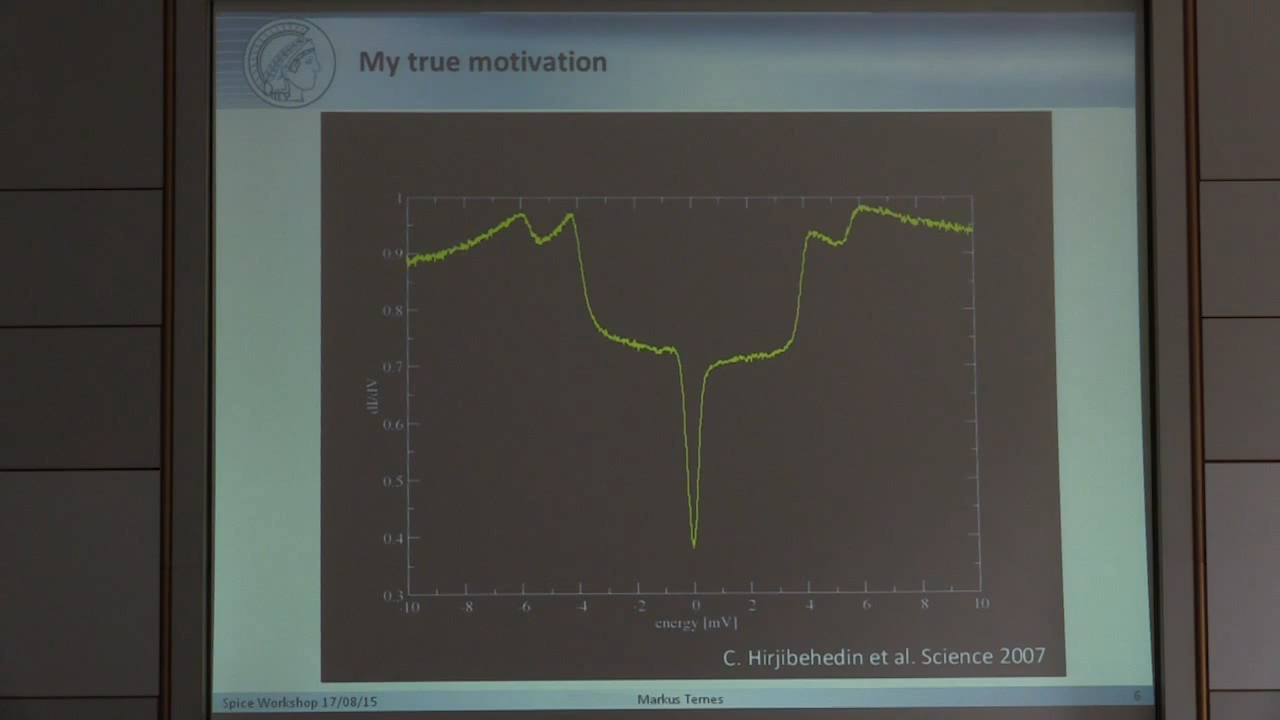 My true motivation
1
0.9
0.8
0.7
0.6
0.5
0.4
0.3
dI/dV
-10 -8 -6 -4 -2 0 2 4 6 8 10
energy [mV]
C. Hirjibehedin et al. Science 2007
Spice Workshop 17/08/15
Markus Ternes
6